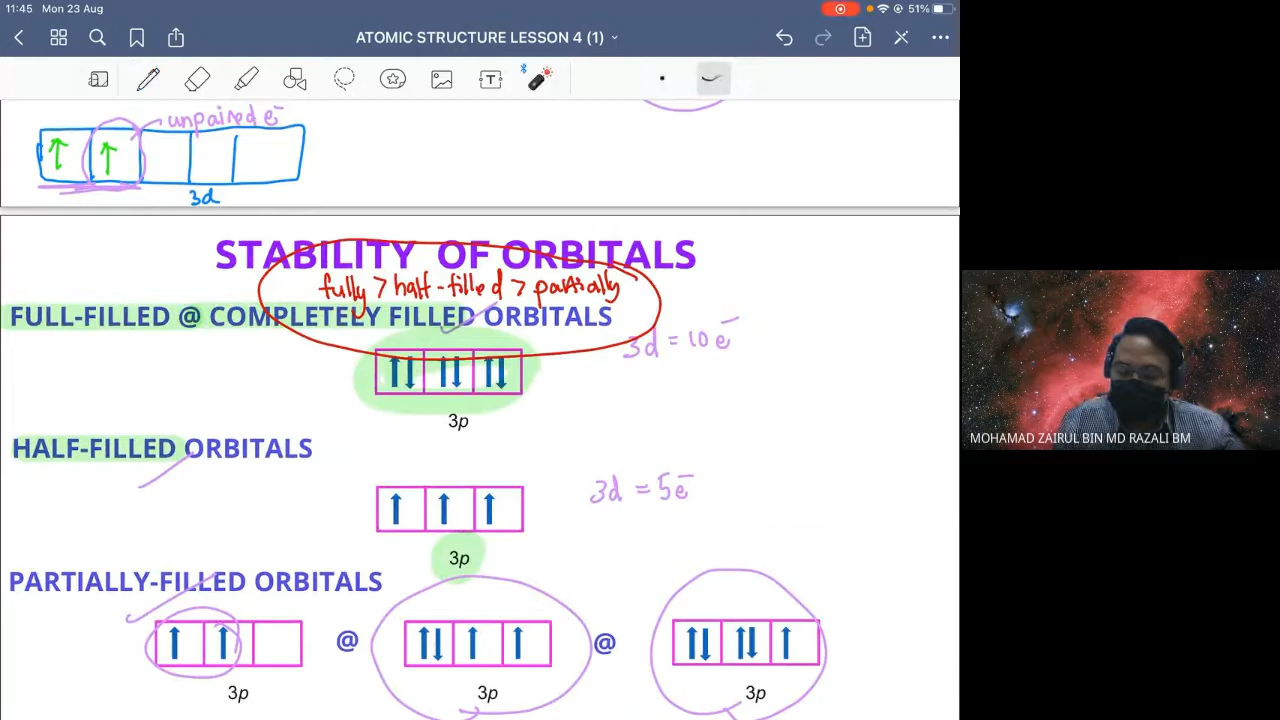 11:45 Mon 23 Aug
51%
ATOMIC STRUCTURE LESSON 4 (1)
unpaired e⁻
3d
STABILITY OF ORBITALS
fully > half-filled > partially
FULL-FILLED @ COMPLETELY FILLED ORBITALS
3d = 10 e⁻
3p
HALF-FILLED ORBITALS
3d = 5e⁻
3p
PARTIALLY-FILLED ORBITALS
@ @
3p 3p 3p
MOHAMAD ZAIRUL BIN MD RAZALI BM